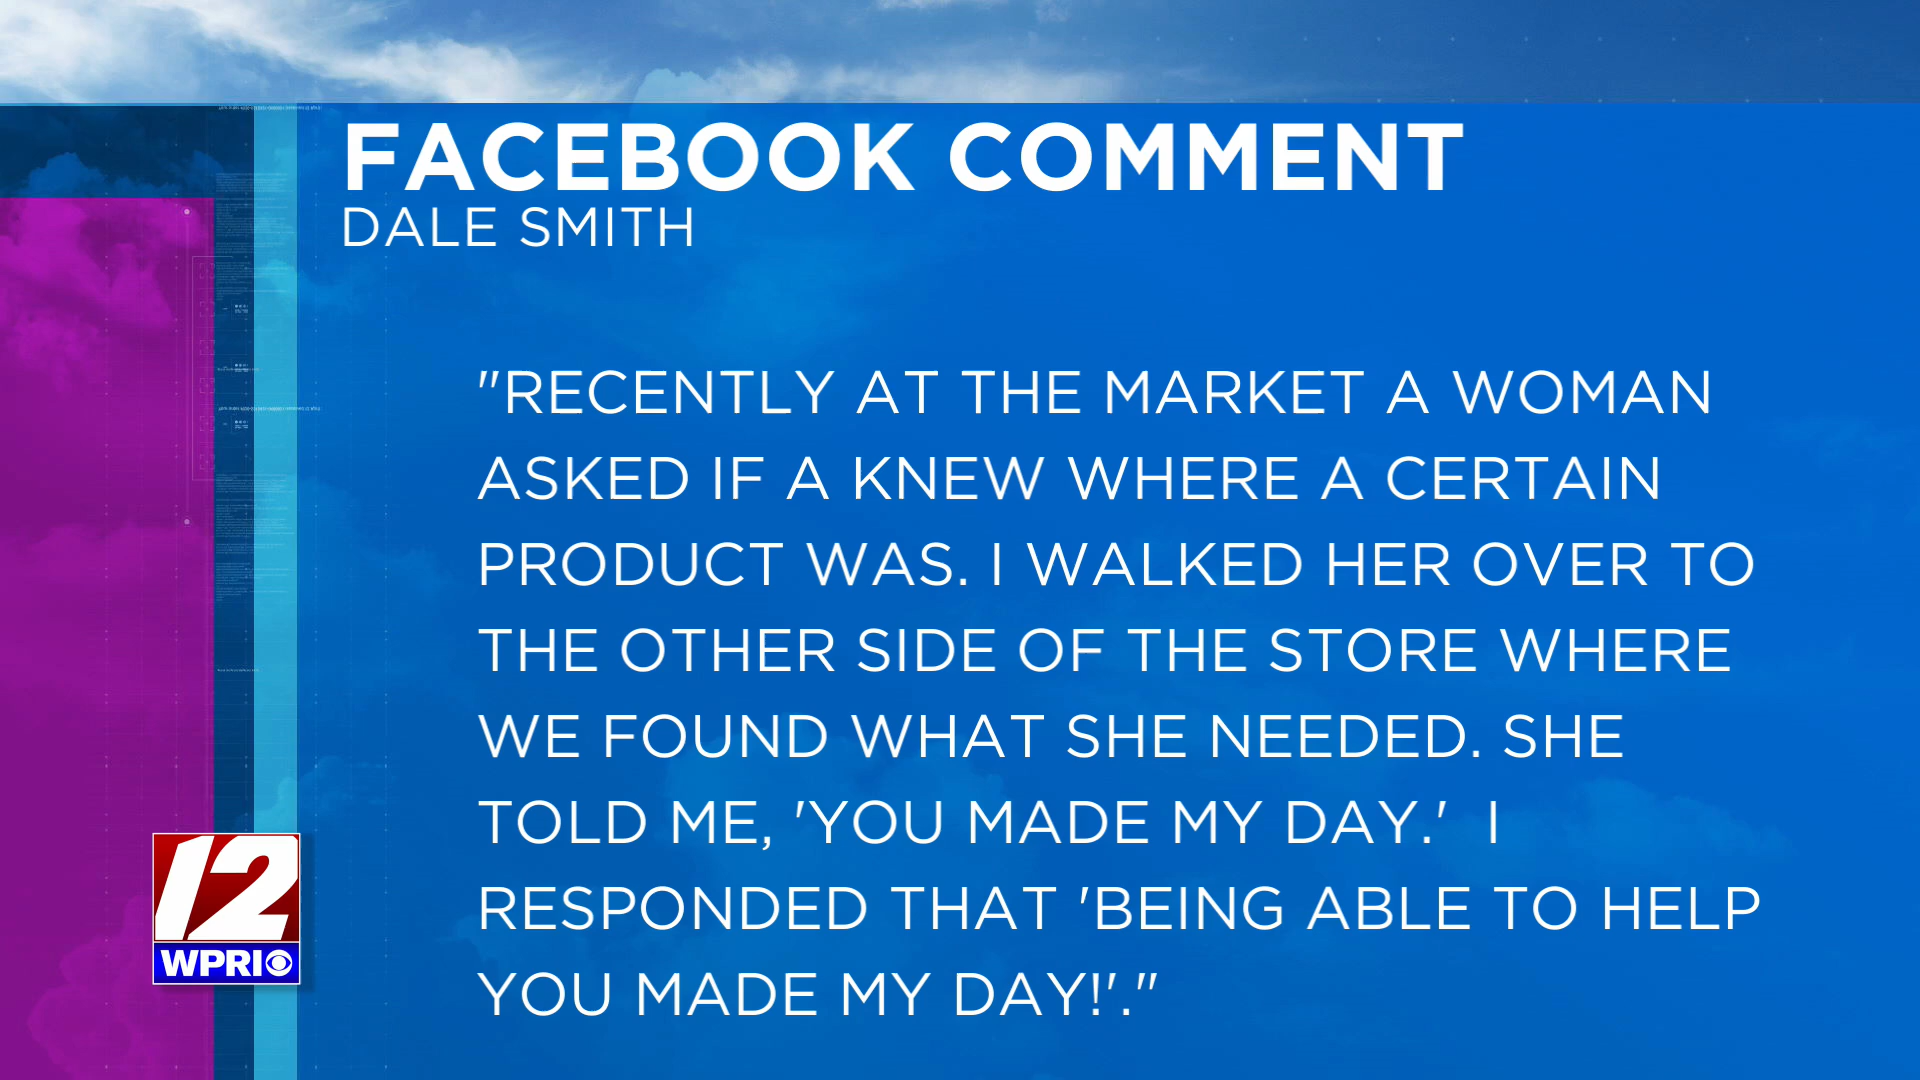 FACEBOOK COMMENT
DALE SMITH
"RECENTLY AT THE MARKET A WOMAN
ASKED IF A KNEW WHERE A CERTAIN
PRODUCT WAS. I WALKED HER OVER TO
THE OTHER SIDE OF THE STORE WHERE
WE FOUND WHAT SHE NEEDED. SHE
TOLD ME, 'YOU MADE MY DAY.'  I
RESPONDED THAT 'BEING ABLE TO HELP
YOU MADE MY DAY!'."
12
WPRI